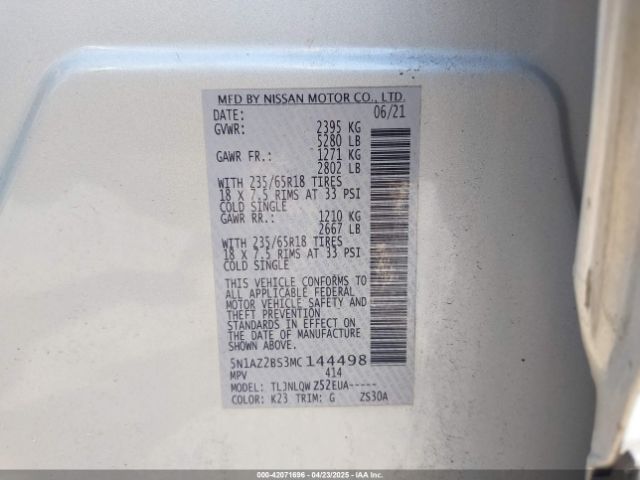 MFD BY NISSAN MOTOR CO., LTD.
DATE: 06/21
GVWR: 2395 KG
5280 LB
GAWR FR.: 1271 KG
2802 LB
WITH 235/65R18 TIRES
18 X 7.5 RIMS AT 33 PSI
COLD SINGLE
GAWR RR.: 1210 KG
2667 LB
WITH 235/65R18 TIRES
18 X 7.5 RIMS AT 33 PSI
COLD SINGLE
THIS VEHICLE CONFORMS TO
ALL APPLICABLE FEDERAL
MOTOR VEHICLE SAFETY AND
THEFT PREVENTION
STANDARDS IN EFFECT ON
THE DATE OF MANUFACTURE
SHOWN ABOVE.
5N1AZ2BS3MC144498
MPV 414
MODEL: TLJNLQW Z52EUA-----
COLOR: K23 TRIM: G ZS30A
000-42071696 - 04/23/2025 - IAA Inc.